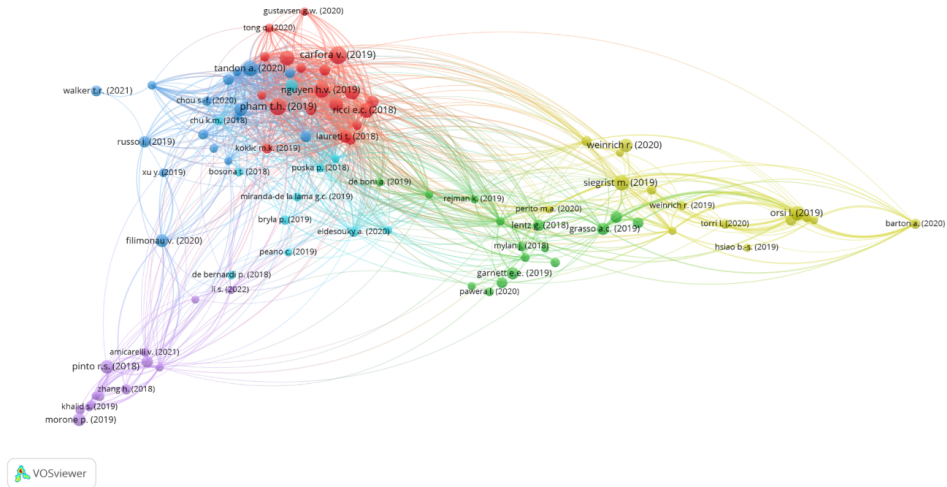 gustavsen g.w. (2020)
tong q. (2020)
carfora v. (2019)
tandon a. (2020)
walker t.r. (2021)
nguyen h.v. (2019)
chou s.-f. (2020)
pham t.h. (2019)
ricci e.c. (2018)
chu k.m. (2018)
laureti t. (2018)
russo i. (2019)
koklic m.k. (2019)
weinrich r. (2020)
xu y. (2019)
bosona t. (2018)
puska p. (2018)
de boni a. (2019)
siegrist m. (2019)
miranda-de la lama g.c. (2019)
rejman k. (2019)
perito m.a. (2020)
weinrich r. (2019)
orsi l. (2019)
bryla p. (2019)
eldesouky a. (2020)
lentz g. (2018)
grasso a.c. (2019)
torri l. (2020)
barton a. (2020)
filimonau v. (2020)
peano c. (2019)
mylan j. (2018)
hsiao b.-s. (2019)
de bernardi p. (2018)
garnett e.e. (2019)
li s. (2022)
pawera l. (2020)
amicarelli v. (2021)
pinto r.s. (2018)
zhang h. (2018)
khalid s. (2019)
morone p. (2019)
VOSviewer